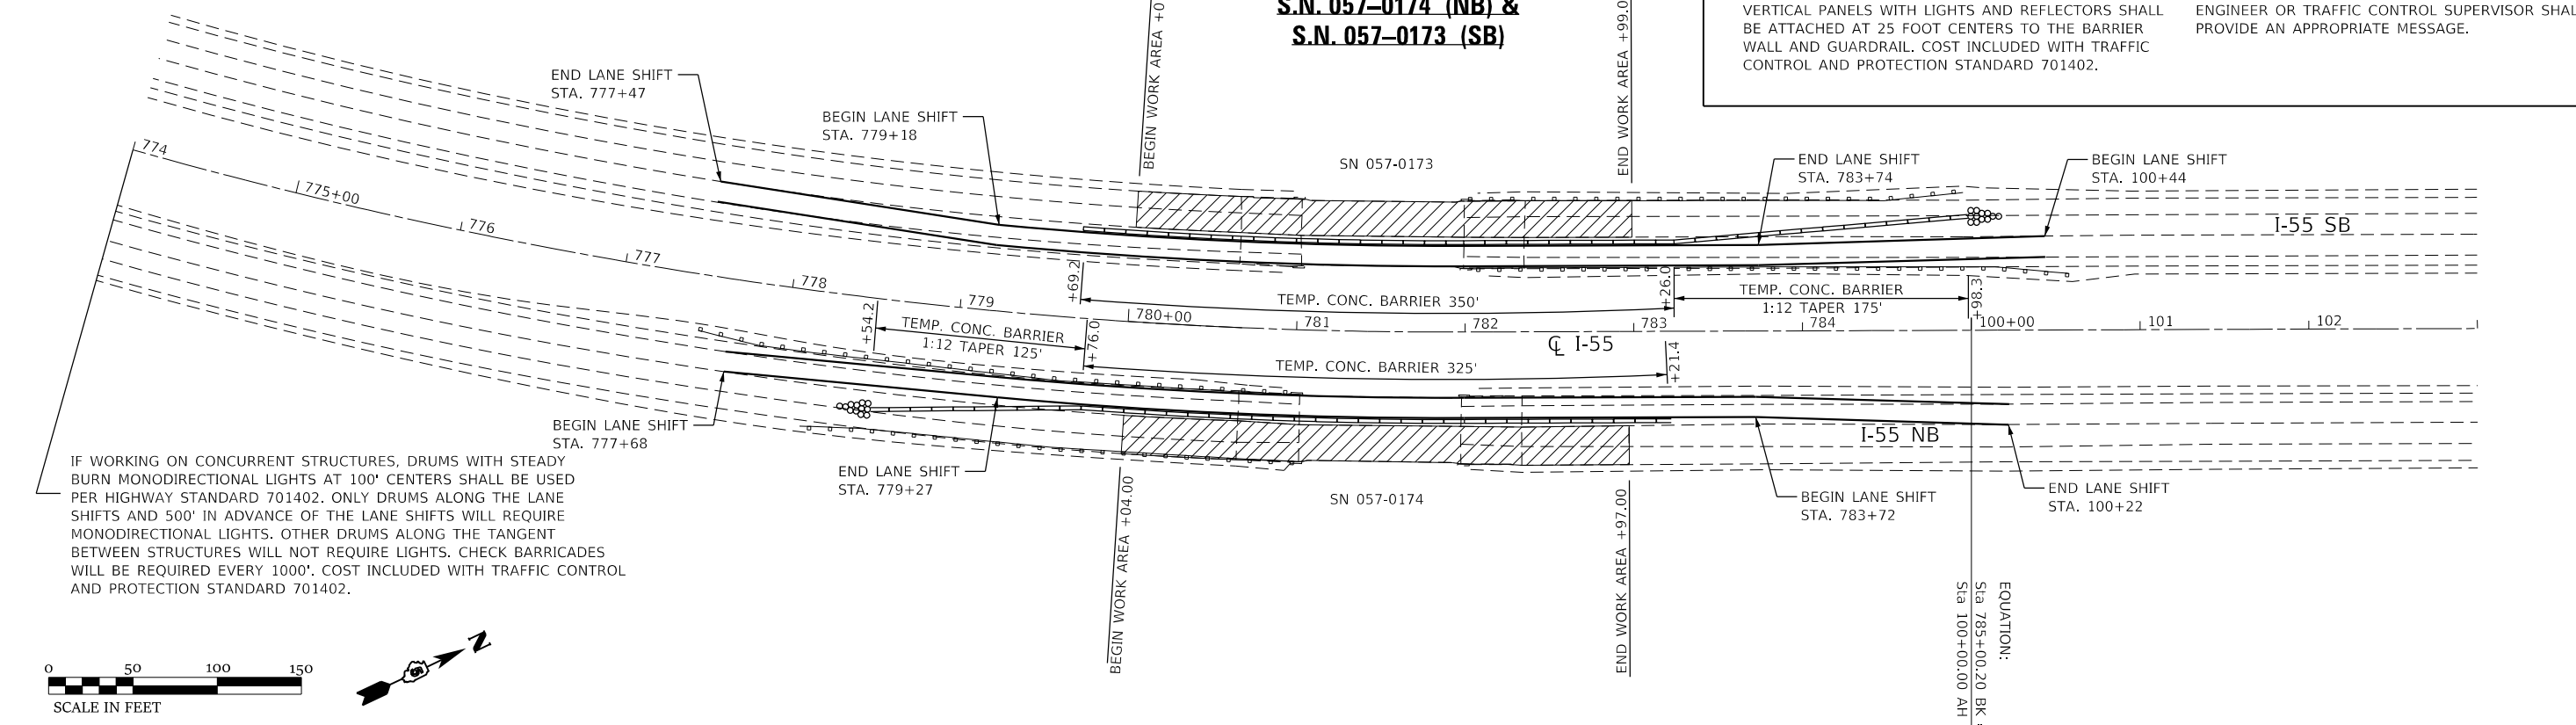 S.N. 057–0174 (NB) &
S.N. 057–0173 (SB)
VERTICAL PANELS WITH LIGHTS AND REFLECTORS SHALL
BE ATTACHED AT 25 FOOT CENTERS TO THE BARRIER
WALL AND GUARDRAIL. COST INCLUDED WITH TRAFFIC
CONTROL AND PROTECTION STANDARD 701402.
ENGINEER OR TRAFFIC CONTROL SUPERVISOR SHAL
PROVIDE AN APPROPRIATE MESSAGE.
END LANE SHIFT
STA. 777+47
BEGIN LANE SHIFT
STA. 779+18
BEGIN WORK AREA +0
SN 057-0173
END WORK AREA +99.0
END LANE SHIFT
STA. 783+74
BEGIN LANE SHIFT
STA. 100+44
I-55 SB
774
775+00
776
777
778
779
780+00
781
782
783
784
100+00
101
102
+69.2
TEMP. CONC. BARRIER 350'
+26.0
TEMP. CONC. BARRIER
1:12 TAPER 175'
+98.3
+54.2
TEMP. CONC. BARRIER
1:12 TAPER 125'
+76.0
TEMP. CONC. BARRIER 325'
+21.4
℄ I-55
I-55 NB
BEGIN LANE SHIFT
STA. 777+68
END LANE SHIFT
STA. 779+27
BEGIN WORK AREA +04.00
SN 057-0174
END WORK AREA +97.00
BEGIN LANE SHIFT
STA. 783+72
END LANE SHIFT
STA. 100+22
IF WORKING ON CONCURRENT STRUCTURES, DRUMS WITH STEADY
BURN MONODIRECTIONAL LIGHTS AT 100' CENTERS SHALL BE USED
PER HIGHWAY STANDARD 701402. ONLY DRUMS ALONG THE LANE
SHIFTS AND 500' IN ADVANCE OF THE LANE SHIFTS WILL REQUIRE
MONODIRECTIONAL LIGHTS. OTHER DRUMS ALONG THE TANGENT
BETWEEN STRUCTURES WILL NOT REQUIRE LIGHTS. CHECK BARRICADES
WILL BE REQUIRED EVERY 1000'. COST INCLUDED WITH TRAFFIC CONTROL
AND PROTECTION STANDARD 701402.
EQUATION:
Sta 785+00.20 BK
Sta 100+00.00 AH
0 50 100 150
SCALE IN FEET
N